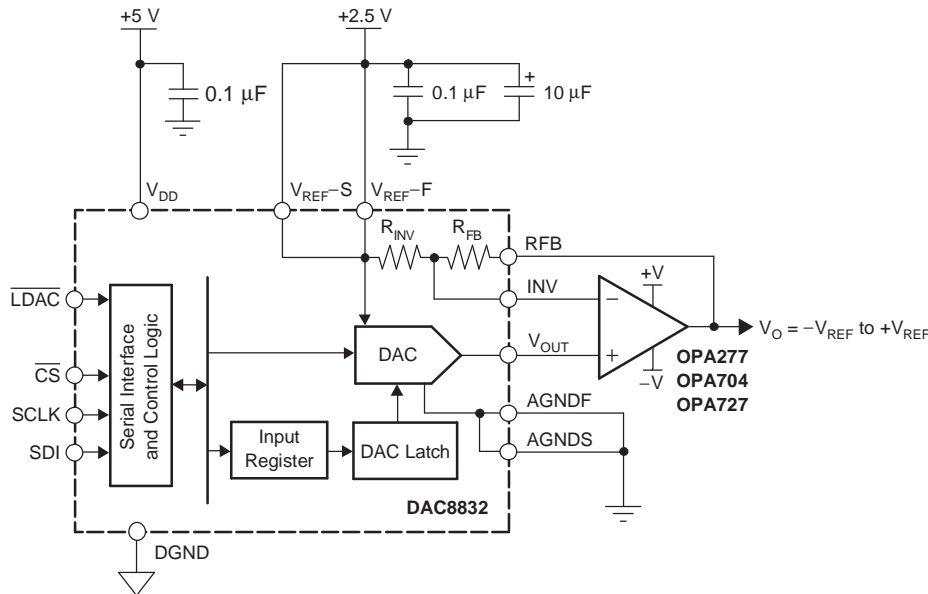 +5 V
+2.5 V
0.1 μF
0.1 μF
+
10 μF
V_DD
V_REF−S
V_REF−F
R_INV
R_FB
RFB
INV
LDAC
CS
SCLK
SDI
Serial Interface
and Control Logic
DAC
V_OUT
+V
−
+
−V
V_O = −V_REF to +V_REF
OPA277
OPA704
OPA727
AGNDF
AGNDS
Input
Register
DAC Latch
DAC8832
DGND